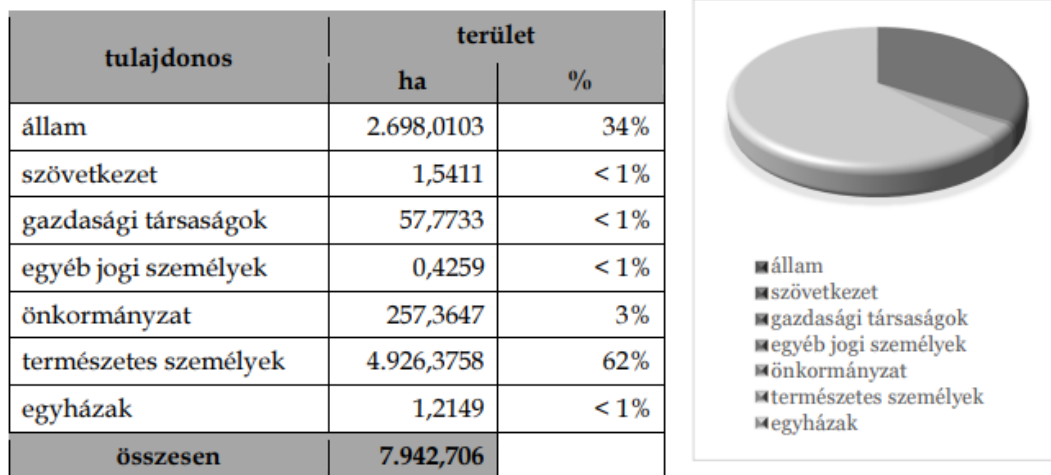 tulajdonos terület
ha %
állam 2.698,0103 34%
szövetkezet 1,5411 < 1%
gazdasági társaságok 57,7733 < 1%
egyéb jogi személyek 0,4259 < 1%
önkormányzat 257,3647 3%
természetes személyek 4.926,3758 62%
egyházak 1,2149 < 1%
összesen 7.942,706
állam
szövetkezet
gazdasági társaságok
egyéb jogi személyek
önkormányzat
természetes személyek
egyházak